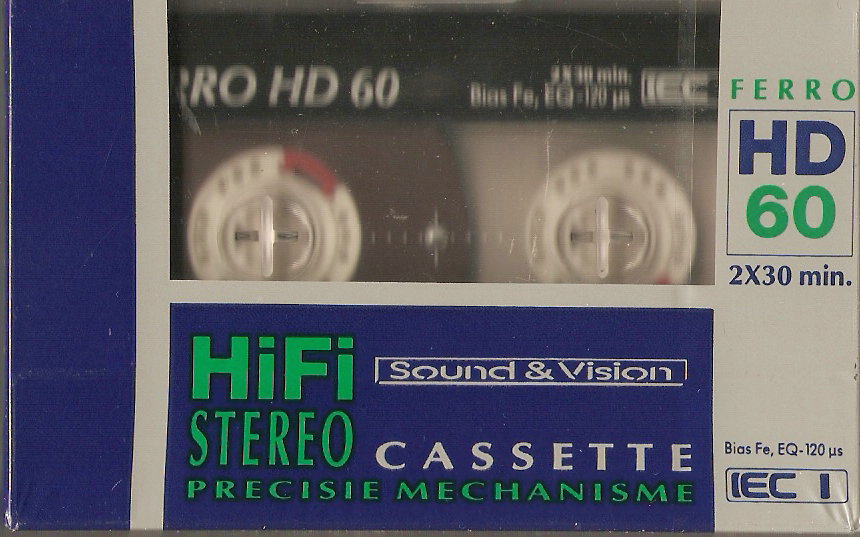 RRO HD 60
2X30 min.
Bias Fe, EQ-120 µs
IEC
FERRO
HD
60
2X30 min.
HiFi
STEREO
Sound & Vision
CASSETTE
PRECISIE MECHANISME
Bias Fe, EQ-120 µs
IEC I